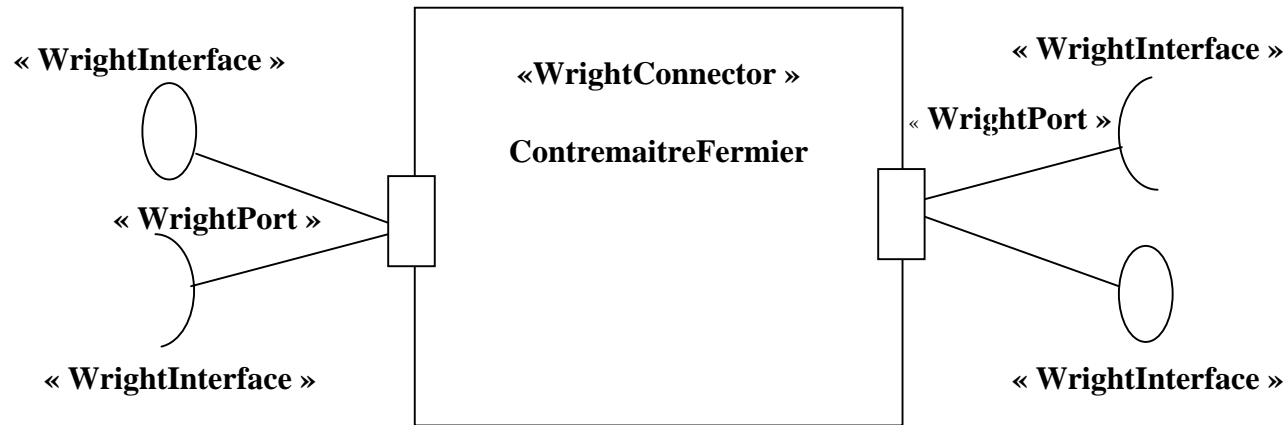 « WrightInterface »
«WrightConnector »
ContremaitreFermier
« WrightPort »
« WrightInterface »
« WrightInterface »
« WrightPort »
« WrightInterface »